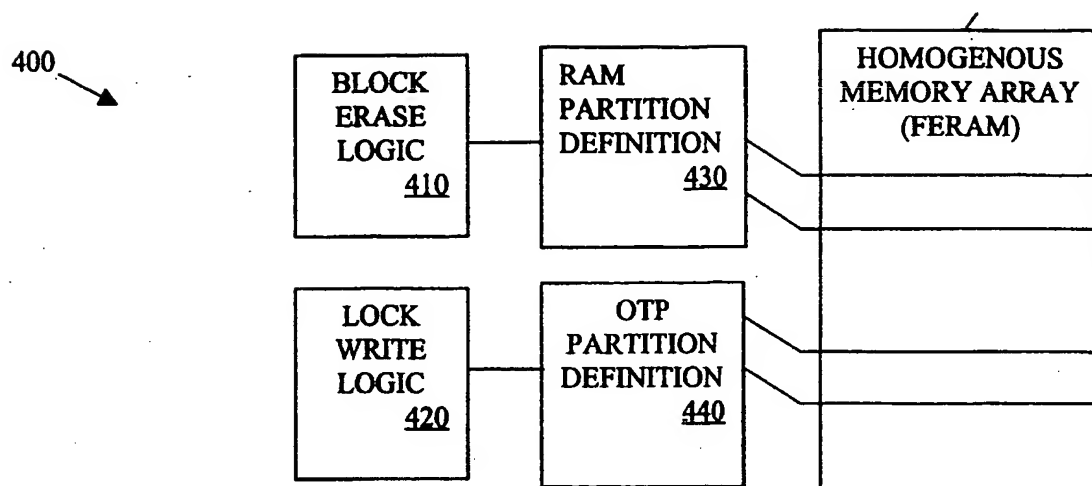 400
BLOCK
ERASE
LOGIC
410
RAM
PARTITION
DEFINITION
430
HOMOGENOUS
MEMORY ARRAY
(FERAM)
LOCK
WRITE
LOGIC
420
OTP
PARTITION
DEFINITION
440